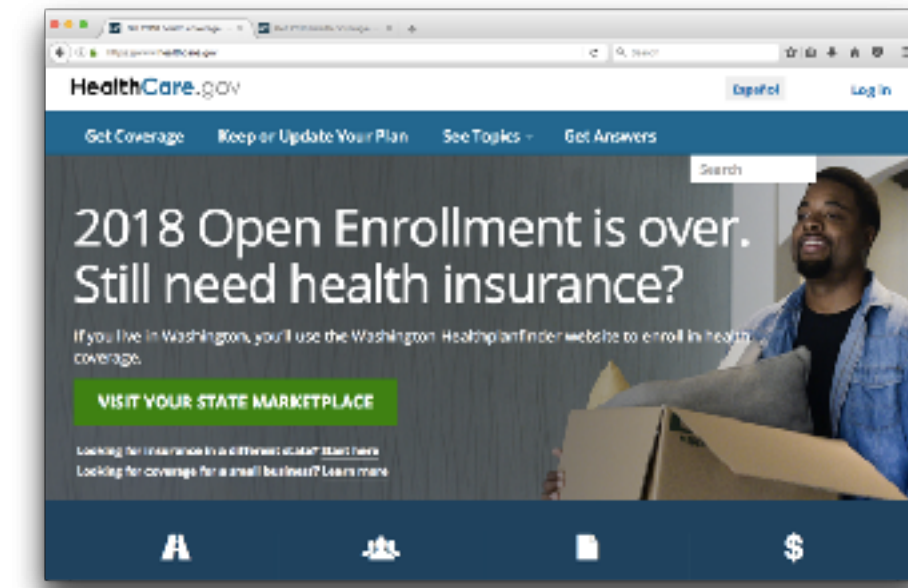 Search
HealthCare.gov
Español
Log in
Get Coverage
Keep or Update Your Plan
See Topics
Get Answers
Search
2018 Open Enrollment is over.
Still need health insurance?
If you live in Washington, you'll use the Washington Healthplanfinder website to enroll in health
coverage.
VISIT YOUR STATE MARKETPLACE
Looking for insurance in a different state? Start here
Looking for coverage for a small business? Learn more